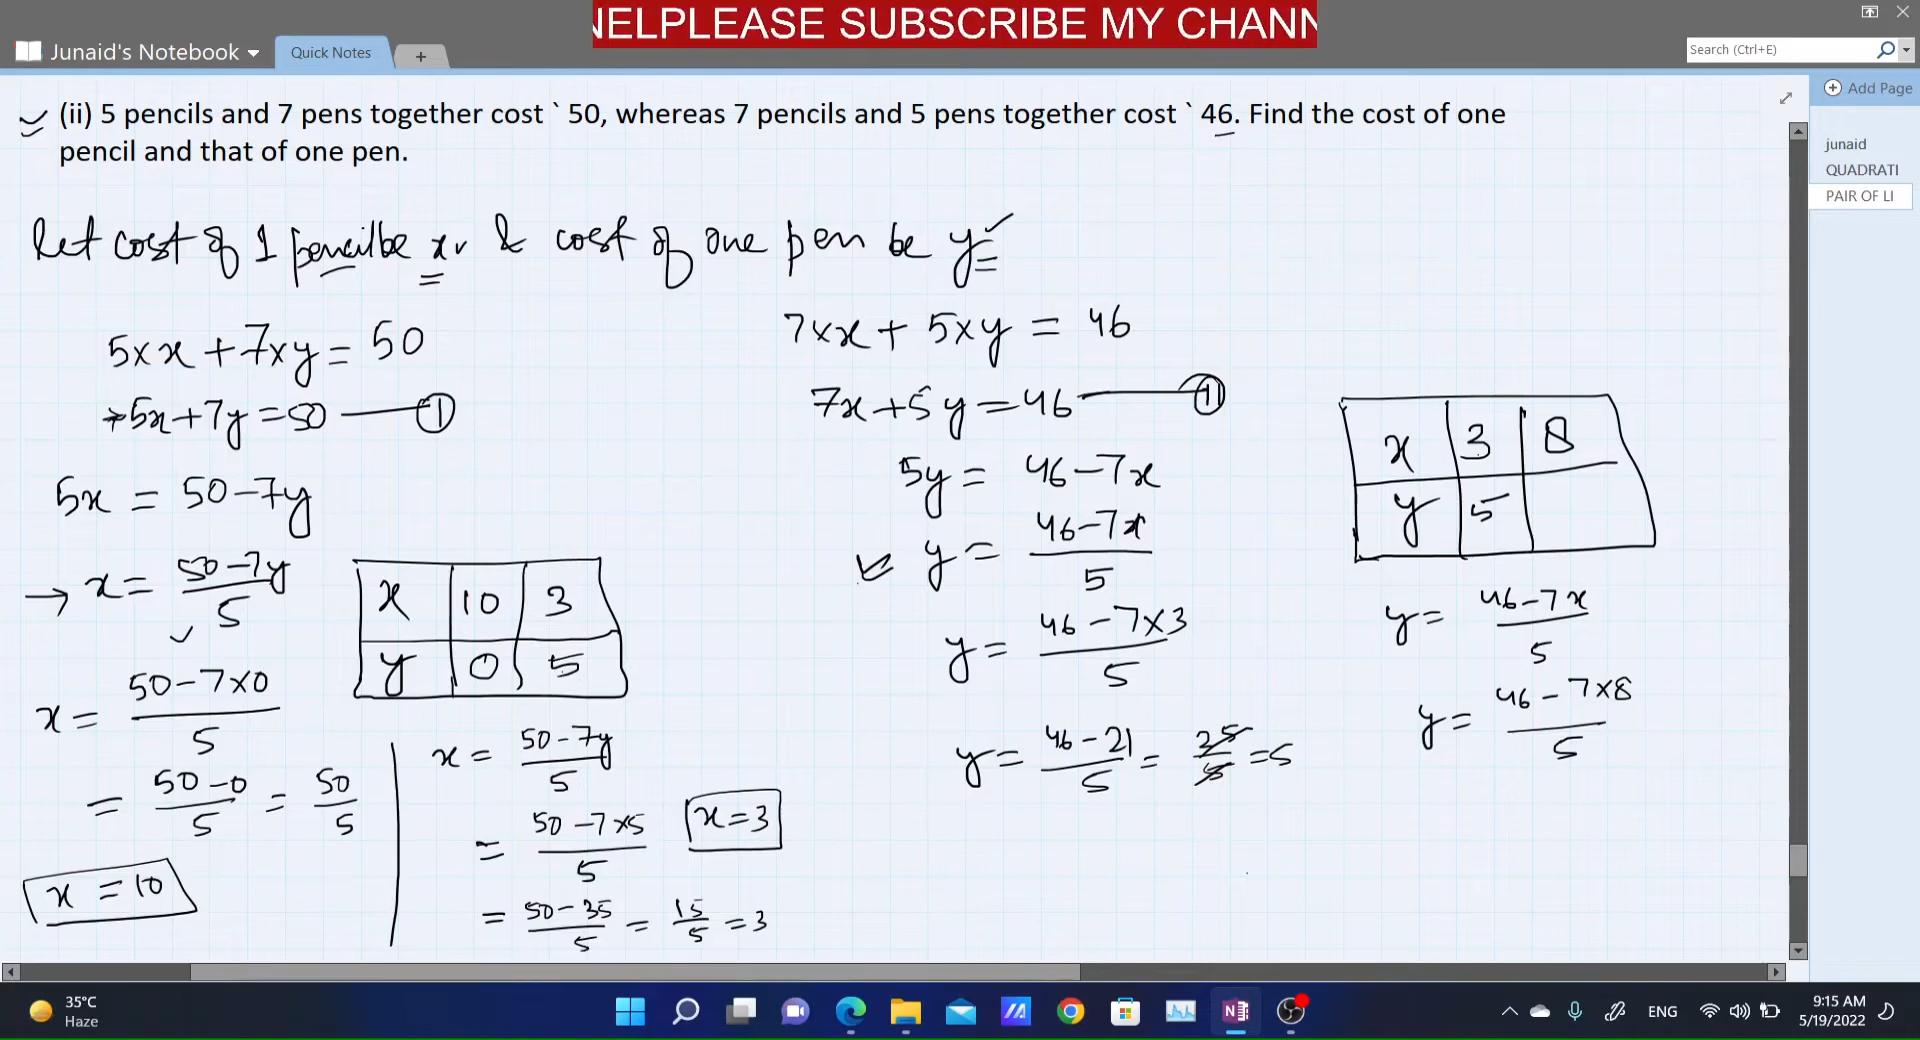 NELPLEASE SUBSCRIBE MY CHANN
Junaid's Notebook
Quick Notes
+
Search (Ctrl+E)
Add Page
junaid
QUADRATI
PAIR OF LI
(ii) 5 pencils and 7 pens together cost ` 50, whereas 7 pencils and 5 pens together cost ` 46. Find the cost of one
pencil and that of one pen.
Let cost of 1 pencil be x & cost of one pen be y
5×x + 7×y = 50
5x + 7y = 50 —— ①
5x = 50 - 7y
→ x = 50 - 7y / 5
x = 50 - 7×0 / 5
= 50 - 0 / 5 = 50 / 5
x = 10
x 10 3
y 0 5
x = 50 - 7y / 5
= 50 - 7×5 / 5
x = 3
= 50 - 35 / 5 = 15 / 5 = 3
7×x + 5×y = 46
7x + 5y = 46 —— ⑪
5y = 46 - 7x
y = 46 - 7x / 5
y = 46 - 7×3 / 5
y = 46 - 21 / 5 = 25 / 5 = 5
x 3 8
y 5
y = 46 - 7x / 5
y = 46 - 7×8 / 5
35°C
Haze
ENG
9:15 AM
5/19/2022